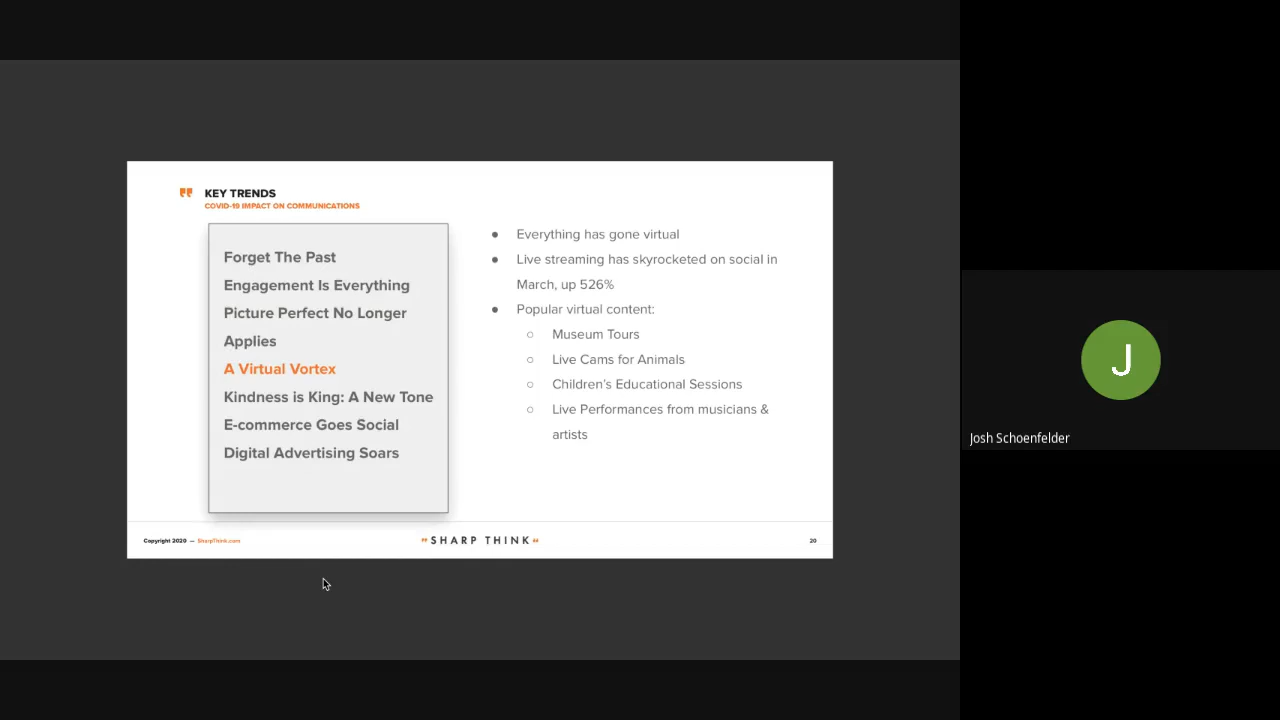 KEY TRENDS
COVID-19 IMPACT ON COMMUNICATIONS
Forget The Past
Engagement Is Everything
Picture Perfect No Longer
Applies
A Virtual Vortex
Kindness is King: A New Tone
E-commerce Goes Social
Digital Advertising Soars
● Everything has gone virtual
● Live streaming has skyrocketed on social in
March, up 526%
● Popular virtual content:
○ Museum Tours
○ Live Cams for Animals
○ Children's Educational Sessions
○ Live Performances from musicians &
artists
Copyright 2020 — SharpThink.com
"SHARP THINK"
20
J
Josh Schoenfelder